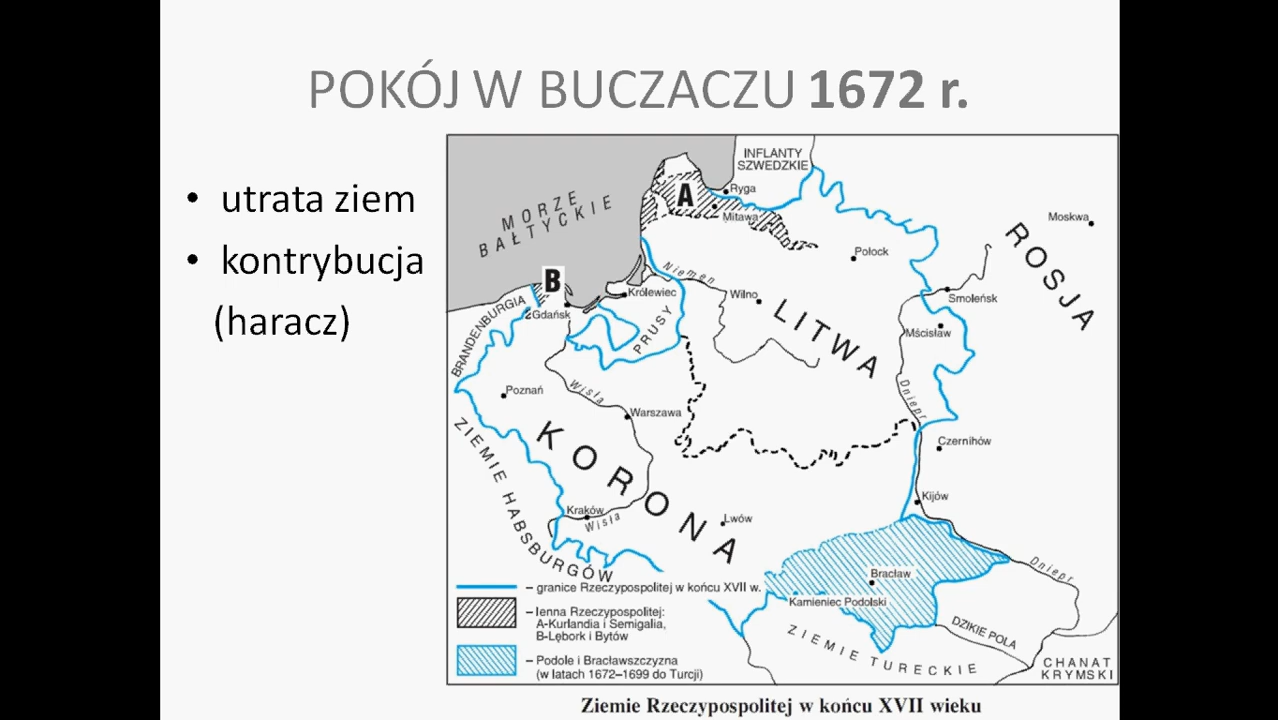 POKÓJ W BUCZACZU 1672 r.
• utrata ziem
• kontrybucja
(haracz)
INFLANTY
SZWEDZKIE
A
Ryga
Mitawa
MORZE
BAŁTYCKIE
Moskwa
ROSJA
Połock
B
Niemen
Królewiec
Wilno
Smoleńsk
BRANDENBURGIA
Gdańsk
PRUSY
LITWA
Mścisław
Poznań
Wisła
Warszawa
Dniepr
KORONA
Czernihów
ZIEMIE HABSBURGÓW
Kijów
Kraków
Wisła
Lwów
Bracław
Dniepr
Kamieniec Podolski
DZIKIE POLA
ZIEMIE TURECKIE
CHANAT
KRYMSKI
– granice Rzeczypospolitej w końcu XVII w.
– lenna Rzeczypospolitej:
A-Kurlandia i Semigalia,
B-Lębork i Bytów
– Podole i Bracławszczyzna
(w latach 1672–1699 do Turcji)
Ziemie Rzeczypospolitej w końcu XVII wieku